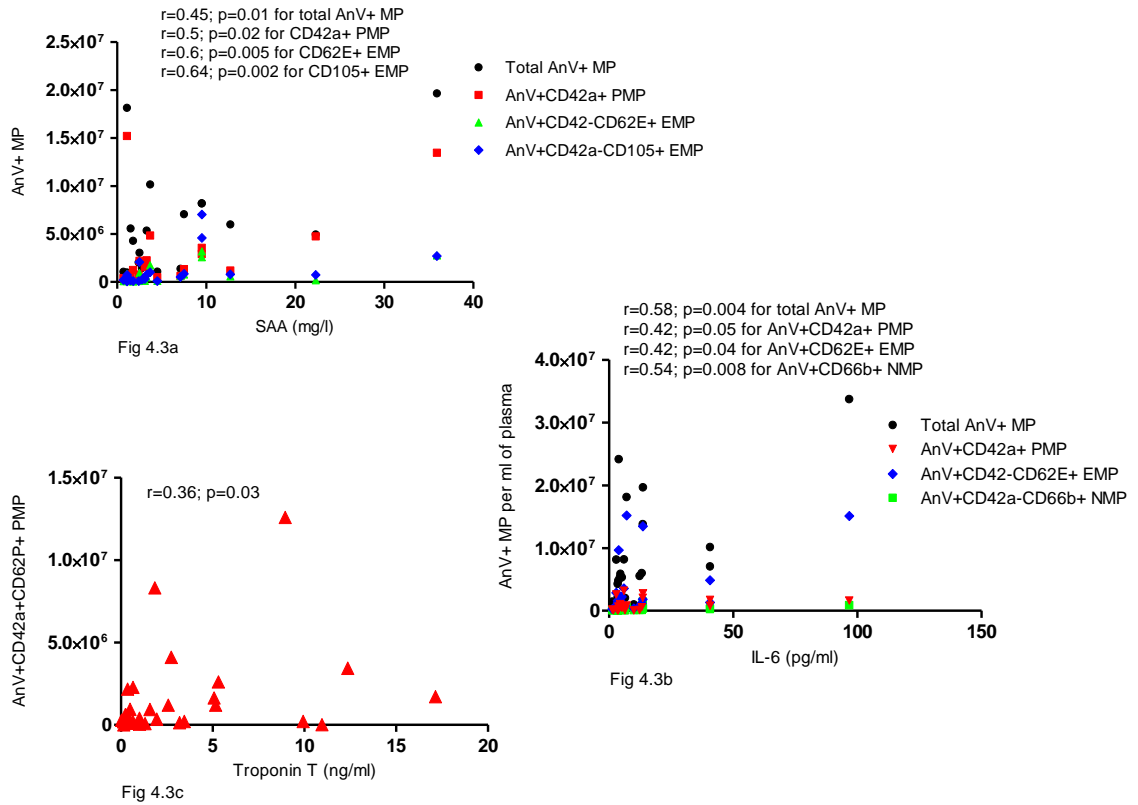 r=0.45; p=0.01 for total AnV+ MP
r=0.5; p=0.02 for CD42a+ PMP
r=0.6; p=0.005 for CD62E+ EMP
r=0.64; p=0.002 for CD105+ EMP
AnV+ MP
2.5×10⁷
2.0×10⁷
1.5×10⁷
1.0×10⁷
5.0×10⁶
0
0 10 20 30 40
SAA (mg/l)
Total AnV+ MP
AnV+CD42a+ PMP
AnV+CD42-CD62E+ EMP
AnV+CD42a-CD105+ EMP
Fig 4.3a
r=0.58; p=0.004 for total AnV+ MP
r=0.42; p=0.05 for AnV+CD42a+ PMP
r=0.42; p=0.04 for AnV+CD62E+ EMP
r=0.54; p=0.008 for AnV+CD66b+ NMP
AnV+ MP per ml of plasma
4.0×10⁷
3.0×10⁷
2.0×10⁷
1.0×10⁷
0
0 50 100 150
IL-6 (pg/ml)
Total AnV+ MP
AnV+CD42a+ PMP
AnV+CD42-CD62E+ EMP
AnV+CD42a-CD66b+ NMP
Fig 4.3b
r=0.36; p=0.03
AnV+CD42a+CD62P+ PMP
1.5×10⁷
1.0×10⁷
5.0×10⁶
0
0 5 10 15 20
Troponin T (ng/ml)
Fig 4.3c